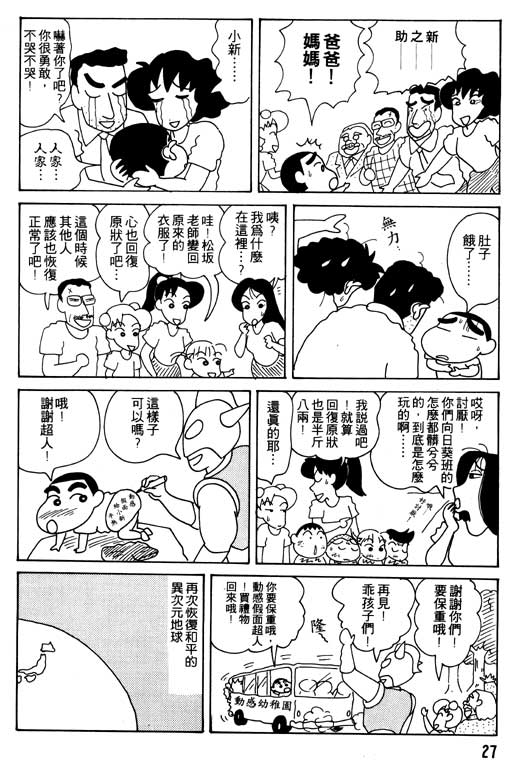 新之助
爸爸！
媽媽！
小新……
嚇著你了吧？
你很勇敢，
不哭不哭！
人家…
人家…
肚子
餓了…
無力…
咦？
我為什麼
在這裡…？
哇！松坂
老師變回
原來的
衣服了！
心也回復
原狀了吧！
這個時候
其他人
應該也恢復
正常了吧！
哎呀，
討厭！
你們向日葵班的
怎麼都髒兮兮
的，到底是怎麼
玩的啊……
我說過吧
！就算
回復原狀
也是半斤
八兩！
還真的耶…
這樣子
可以嗎？
哦！
謝謝超人！
動感
謝謝你們！
要保重哦！
再見！
乖孩子們！
隆
你要保重哦，
動感假面超人
！買禮物
回來哦！
動感幼稚園
再次恢復和平的
異次元地球
27